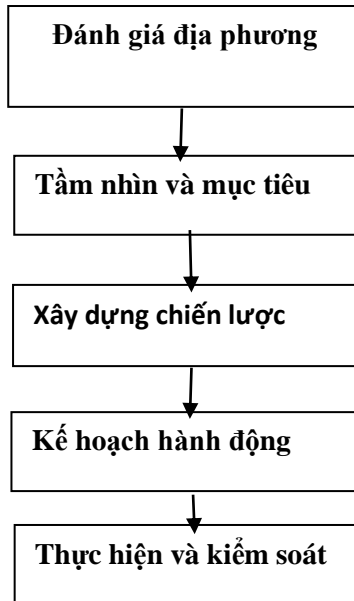 Đánh giá địa phương
Tầm nhìn và mục tiêu
Xây dựng chiến lược
Kế hoạch hành động
Thực hiện và kiểm soát